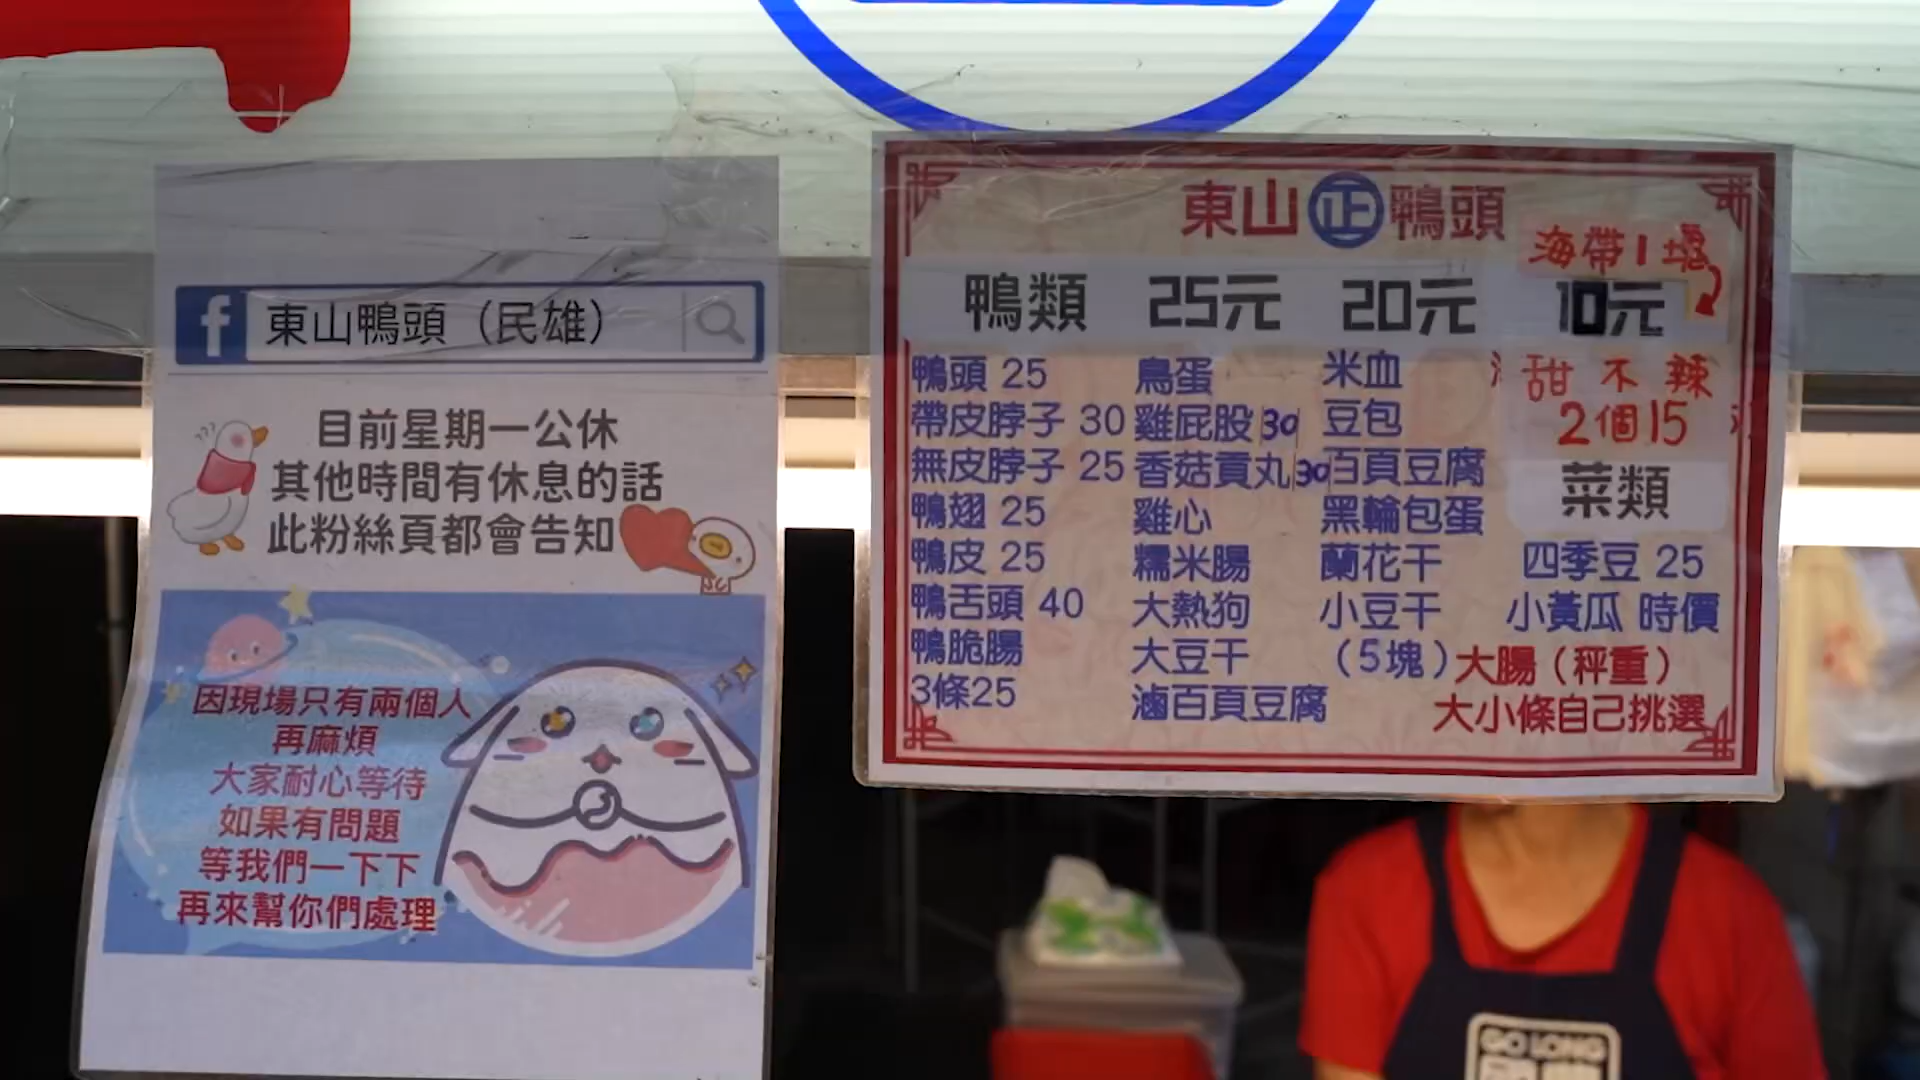 東山鴨頭（民雄）
目前星期一公休
其他時間有休息的話
此粉絲頁都會告知
因現場只有兩個人
再麻煩
大家耐心等待
如果有問題
等我們一下下
再來幫你們處理
東山正鴨頭
海帶1塊
鴨類
鴨頭 25
帶皮脖子 30
無皮脖子 25
鴨翅 25
鴨皮 25
鴨舌頭 40
鴨脆腸
3條25
25元
鳥蛋
雞屁股 30
香菇貢丸 30
雞心
糯米腸
大熱狗
大豆干
滷百頁豆腐
20元
米血
豆包
百頁豆腐
黑輪包蛋
蘭花干
小豆干
（5塊）
10元
甜不辣
2個15
菜類
四季豆 25
小黃瓜 時價
大腸（秤重）
大小條自己挑選
GO LONG